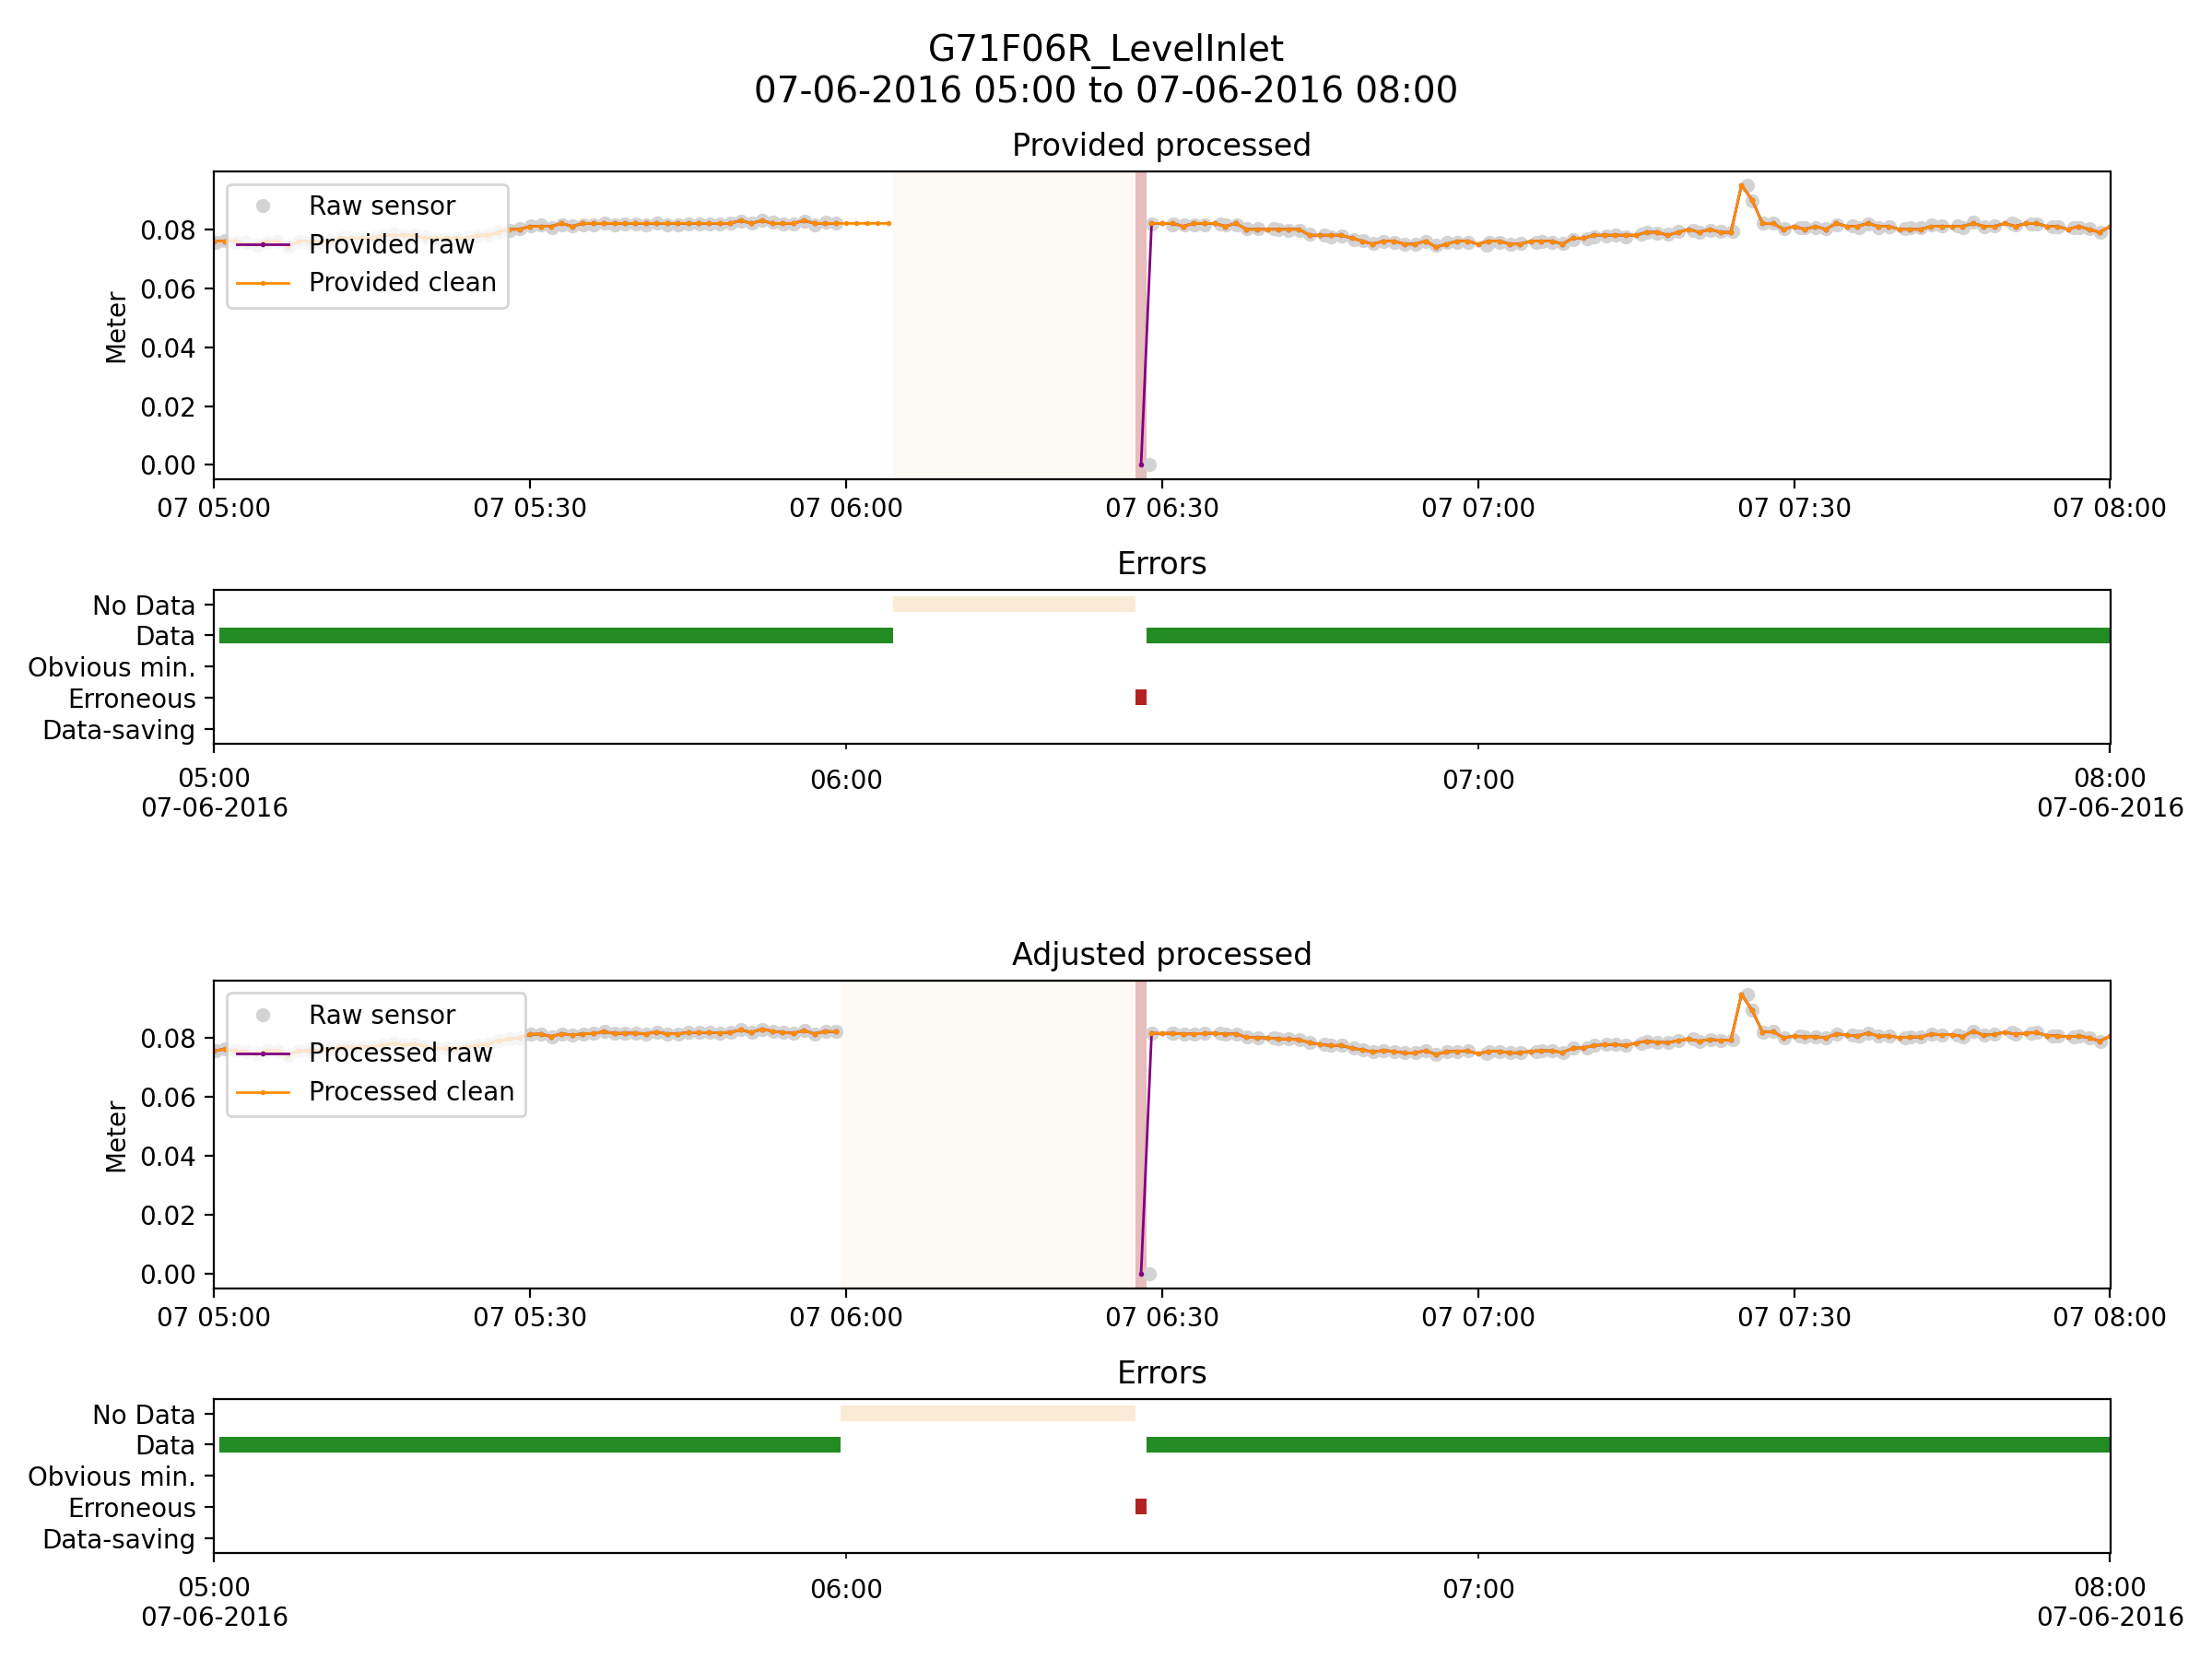 G71F06R_LevelInlet
07-06-2016 05:00 to 07-06-2016 08:00
Provided processed
Raw sensor
Provided raw
Provided clean
Meter
0.08
0.06
0.04
0.02
0.00
07 05:00 07 05:30 07 06:00 07 06:30 07 07:00 07 07:30 07 08:00
Errors
No Data
Data
Obvious min.
Erroneous
Data-saving
05:00 06:00 07:00 08:00
07-06-2016 07-06-2016
Adjusted processed
Raw sensor
Processed raw
Processed clean
Meter
0.08
0.06
0.04
0.02
0.00
07 05:00 07 05:30 07 06:00 07 06:30 07 07:00 07 07:30 07 08:00
Errors
No Data
Data
Obvious min.
Erroneous
Data-saving
05:00 06:00 07:00 08:00
07-06-2016 07-06-2016